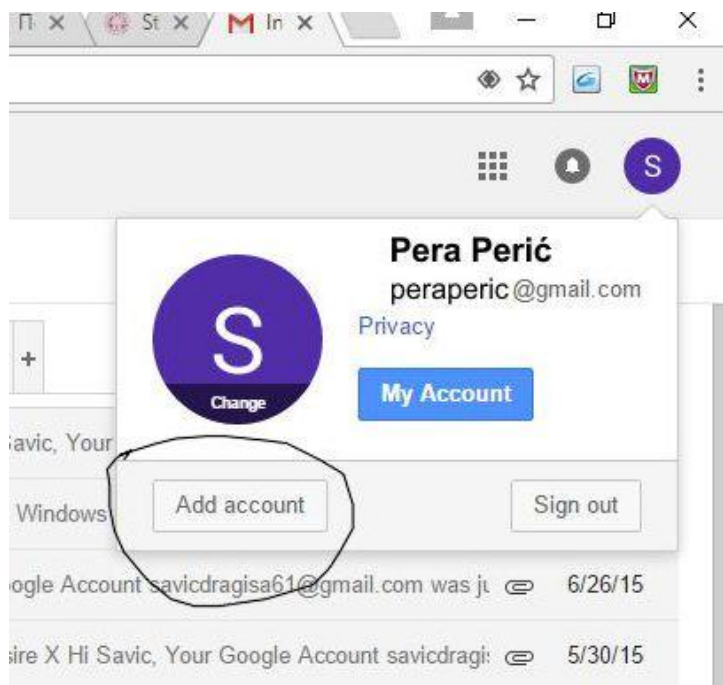 П
St
In
S
Pera Perić
peraperic@gmail.com
Privacy
S
Change
My Account
+
avic, Your
Add account
Sign out
Windows
ogle Account savicdragisa61@gmail.com was ju 6/26/15
sire X Hi Savic, Your Google Account savicdragi 5/30/15